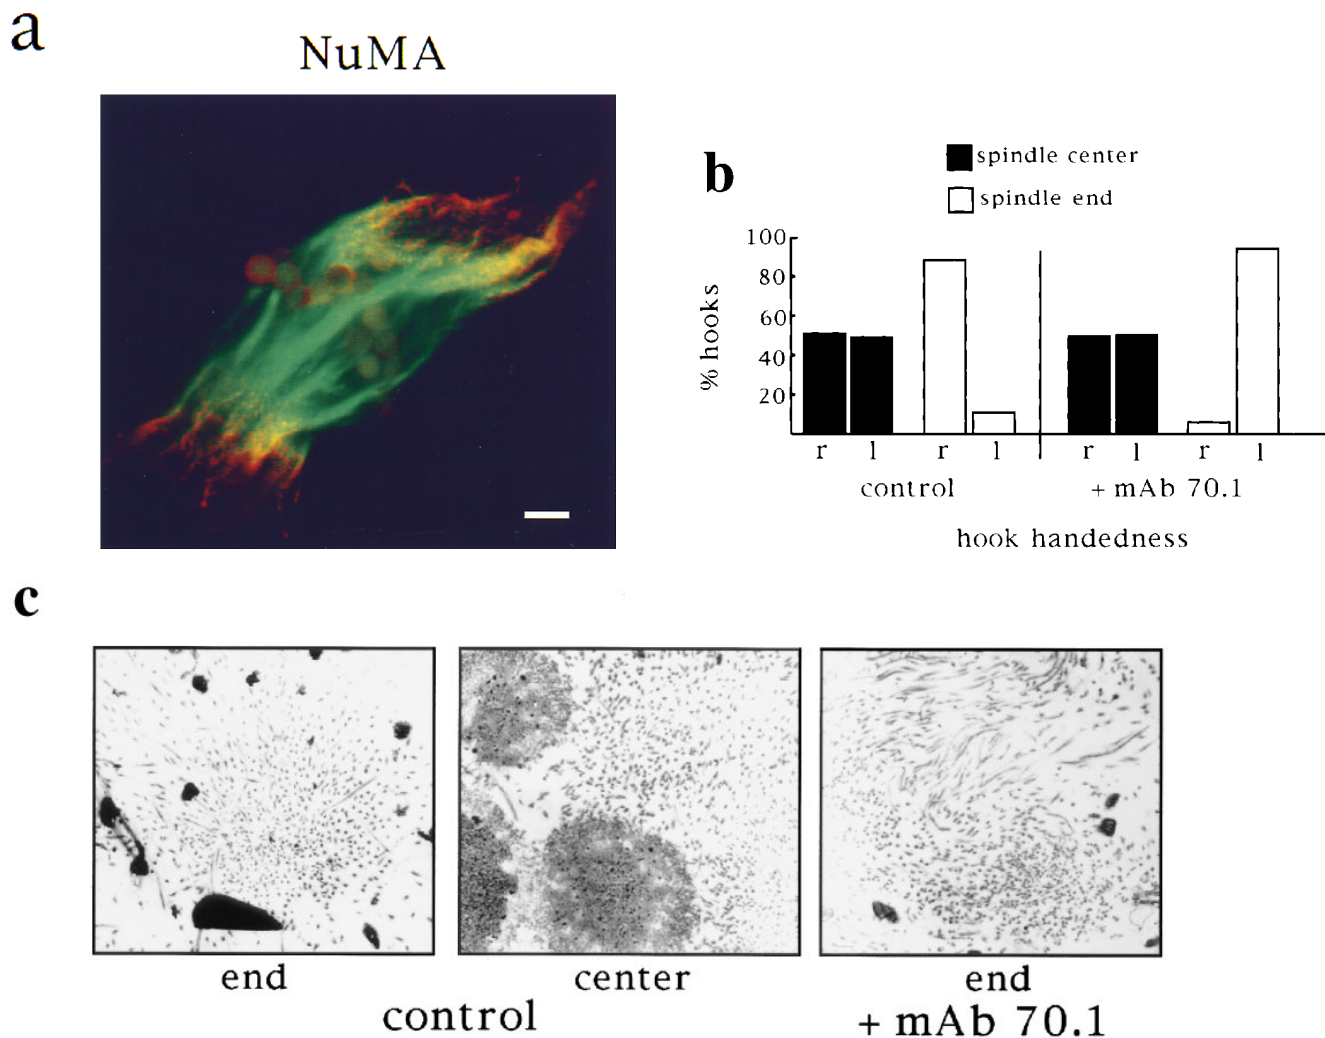 a
NuMA
b
spindle center
spindle end
100
80
60
40
20
% hooks
r l r l r l r l
control + mAb 70.1
hook handedness
c
end center end
control + mAb 70.1